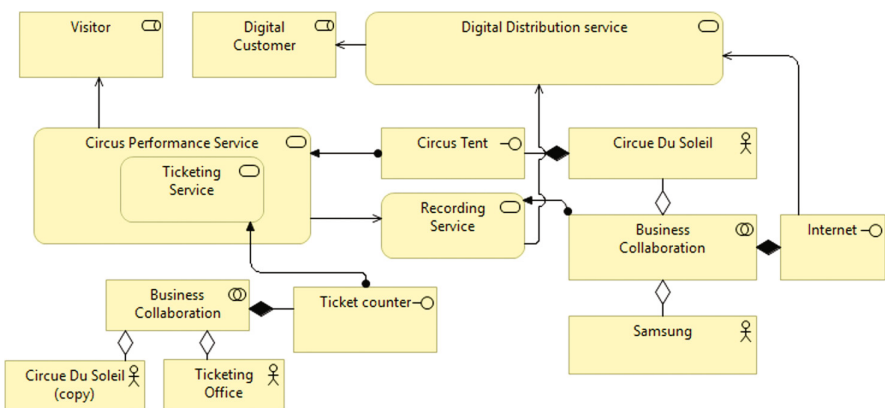 Visitor
Digital
Customer
Digital Distribution service
Circus Performance Service
Ticketing
Service
Circus Tent
Circue Du Soleil
Recording
Service
Business
Collaboration
Internet
Business
Collaboration
Ticket counter
Samsung
Circue Du Soleil
(copy)
Ticketing
Office